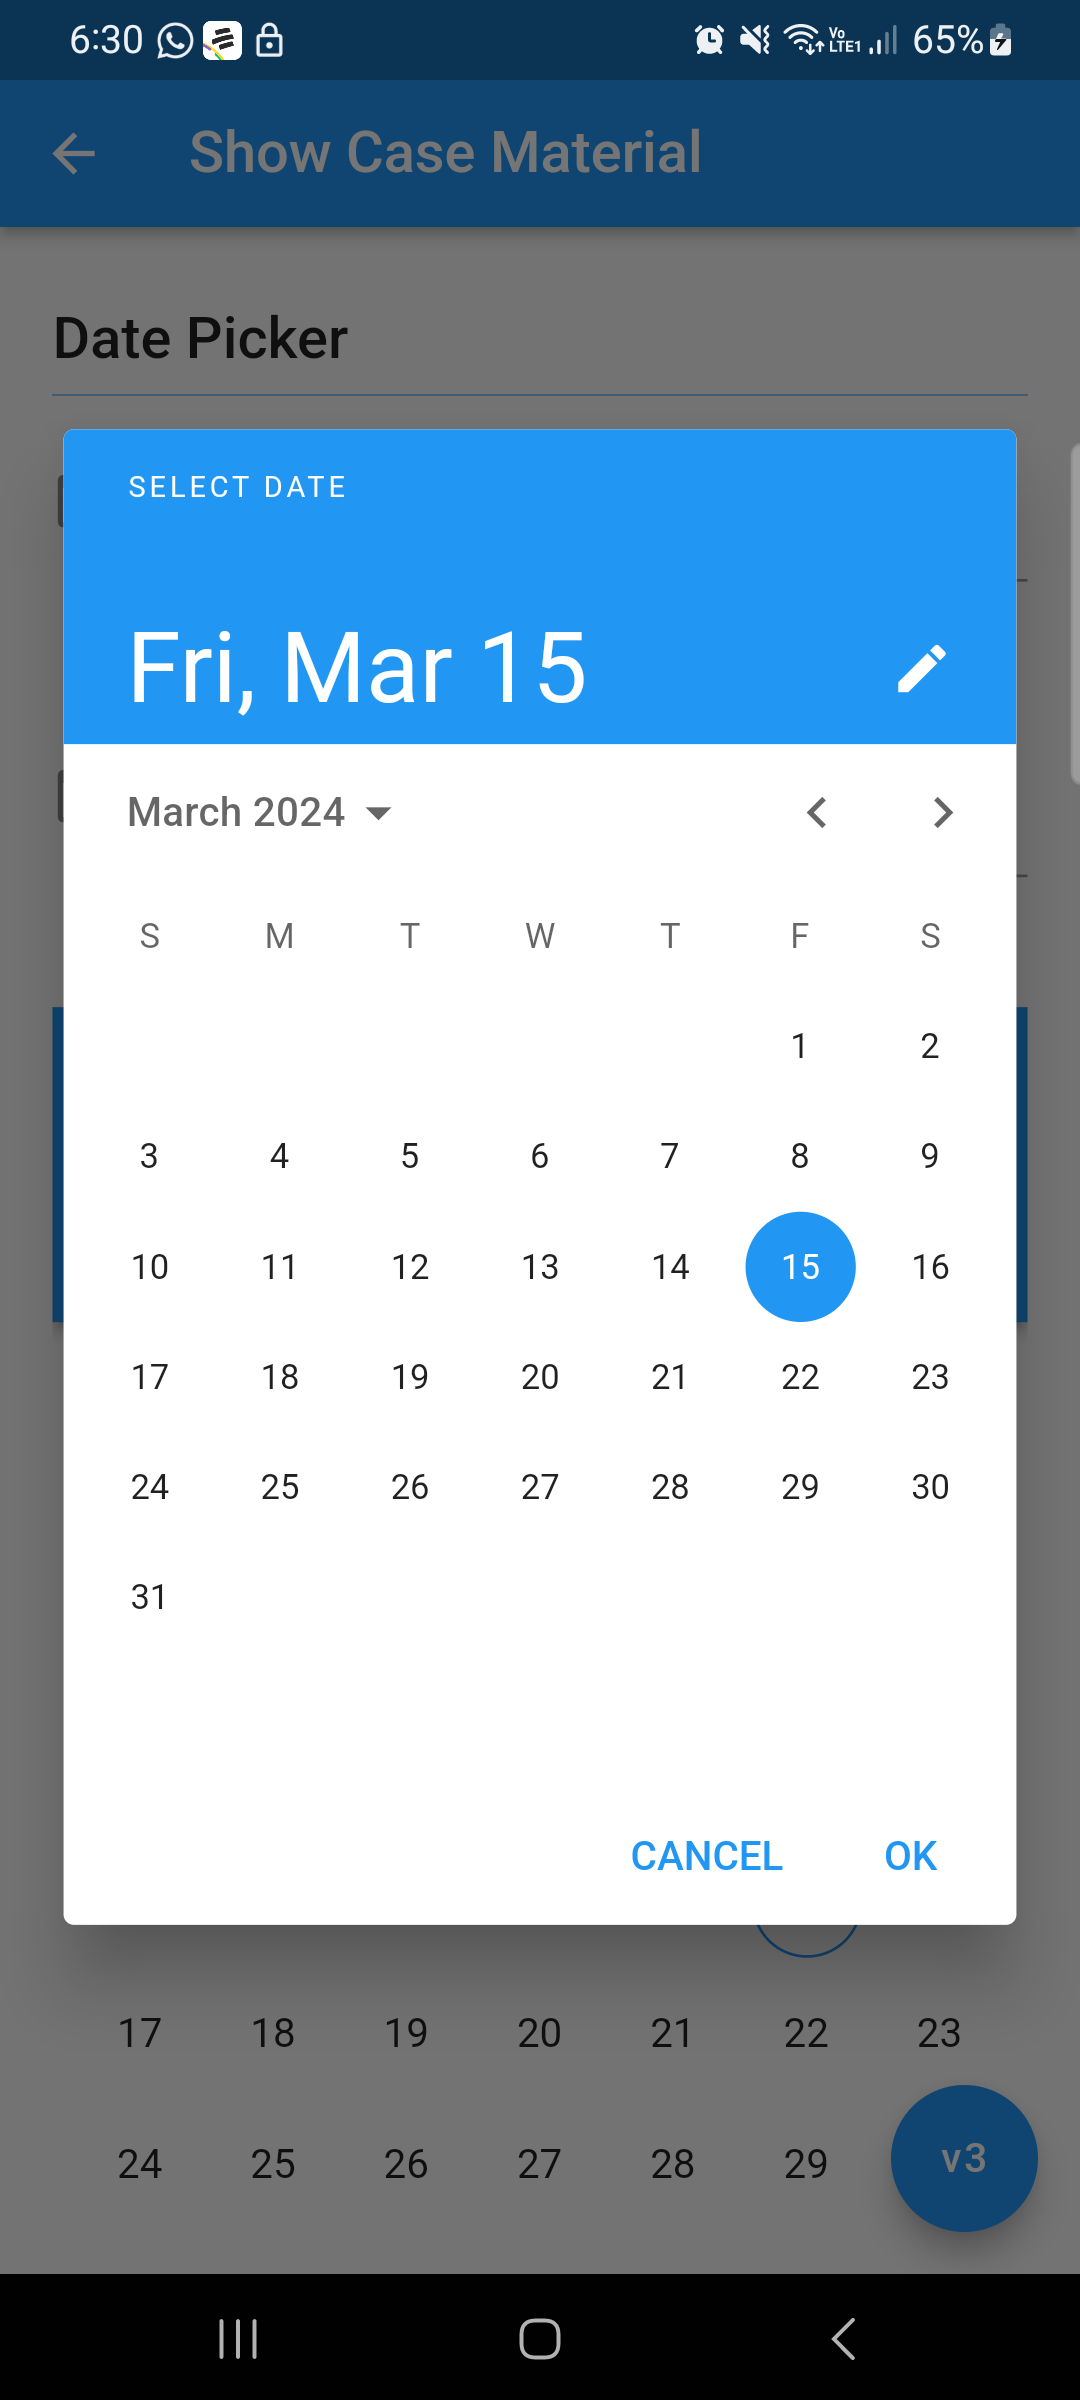 6:30 Vo LTE1 65%
Show Case Material
Date Picker
SELECT DATE
Fri, Mar 15
March 2024
S M T W T F S
1 2
3 4 5 6 7 8 9
10 11 12 13 14 15 16
17 18 19 20 21 22 23
24 25 26 27 28 29 30
31
CANCEL OK
17 18 19 20 21 22 23
24 25 26 27 28 29 v3